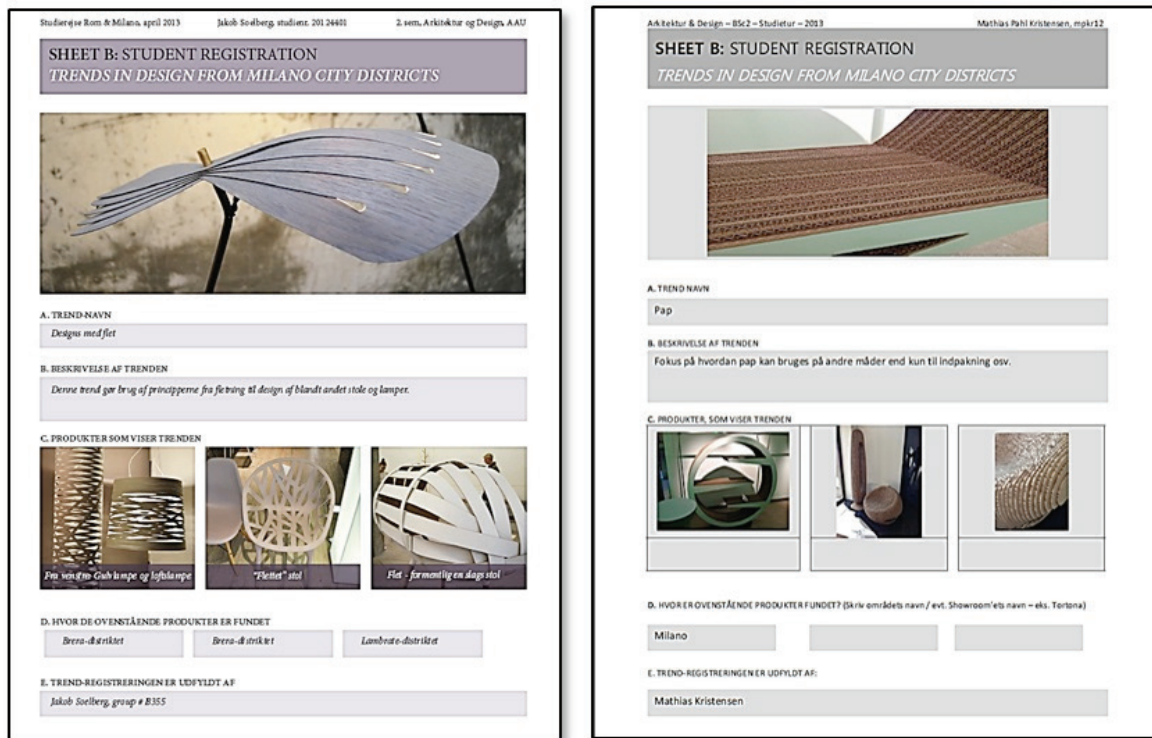 Studierejse Rom & Milano, april 2013 Jakob Soelberg, studienr. 20124401 2. sem, Arkitektur og Design, AAU
SHEET B: STUDENT REGISTRATION
TRENDS IN DESIGN FROM MILANO CITY DISTRICTS
A. TREND-NAVN
Designs med flet
B. BESKRIVELSE AF TRENDEN
Denne trend gør brug af principperne fra fletning til design af blandt andet stole og lamper.
C. PRODUKTER SOM VISER TRENDEN
Fra venstre Gulvlampe og loftslampe
"Flettet" stol
Flet - formentlig en slags stol
D. HVOR DE OVENSTÅENDE PRODUKTER ER FUNDET
Brera-distriktet Brera-distriktet Lambrate-distriktet
E. TREND-REGISTRERINGEN ER UDFYLDT AF
Jakob Soelberg, group # B355
Arkitektur & Design – BSc2 – Studietur – 2013 Mathias Pahl Kristensen, mpkr12
SHEET B: STUDENT REGISTRATION
TRENDS IN DESIGN FROM MILANO CITY DISTRICTS
A. TREND NAVN
Pap
B. BESKRIVELSE AF TRENDEN
Fokus på hvordan pap kan bruges på andre måder end kun til indpakning osv.
C. PRODUKTER, SOM VISER TRENDEN
D. HVOR ER OVENSTÅENDE PRODUKTER FUNDET? (Skriv områdets navn / evt. Showroom'ets navn – eks. Tortona)
Milano
E. TREND-REGISTRERINGEN ER UDFYLDT AF:
Mathias Kristensen